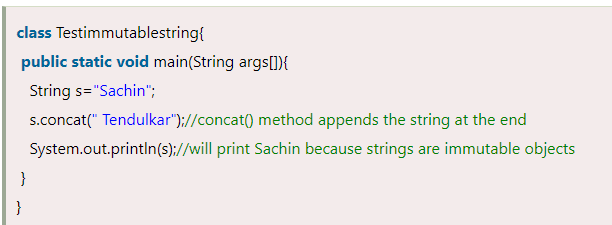 class Testimmutablestring{
public static void main(String args[]){
String s="Sachin";
s.concat(" Tendulkar");//concat() method appends the string at the end
System.out.println(s);//will print Sachin because strings are immutable objects
}
}